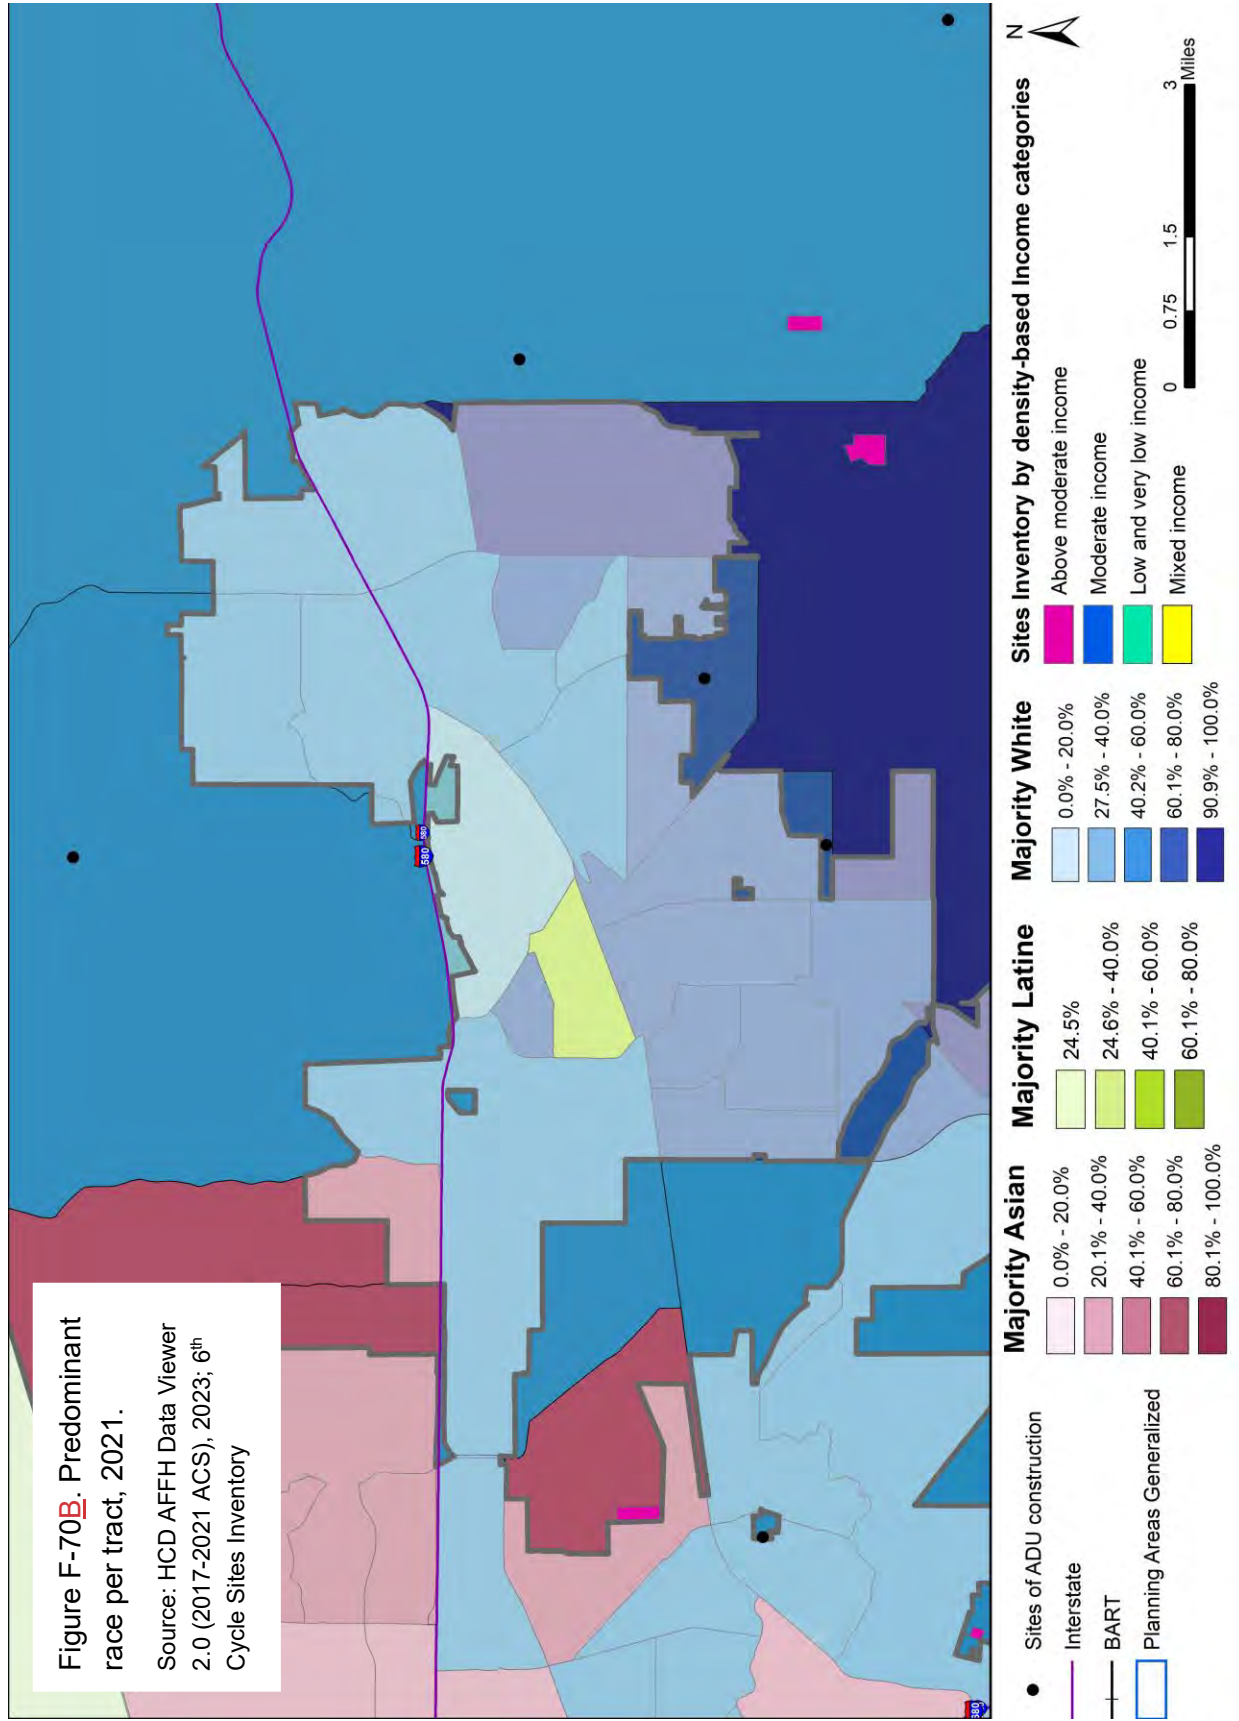 Figure F-70B. Predominant
race per tract, 2021.
Source: HCD AFFH Data Viewer
2.0 (2017-2021 ACS), 2023; 6th
Cycle Sites Inventory
580
580
680
Sites of ADU construction
Interstate
BART
Planning Areas Generalized
Majority Asian
0.0% - 20.0%
20.1% - 40.0%
40.1% - 60.0%
60.1% - 80.0%
80.1% - 100.0%
Majority Latine
24.5%
24.6% - 40.0%
40.1% - 60.0%
60.1% - 80.0%
Majority White
0.0% - 20.0%
27.5% - 40.0%
40.2% - 60.0%
60.1% - 80.0%
90.9% - 100.0%
Sites Inventory by density-based Income categories
Above moderate income
Moderate income
Low and very low income
Mixed income
N
0 0.75 1.5 3
Miles